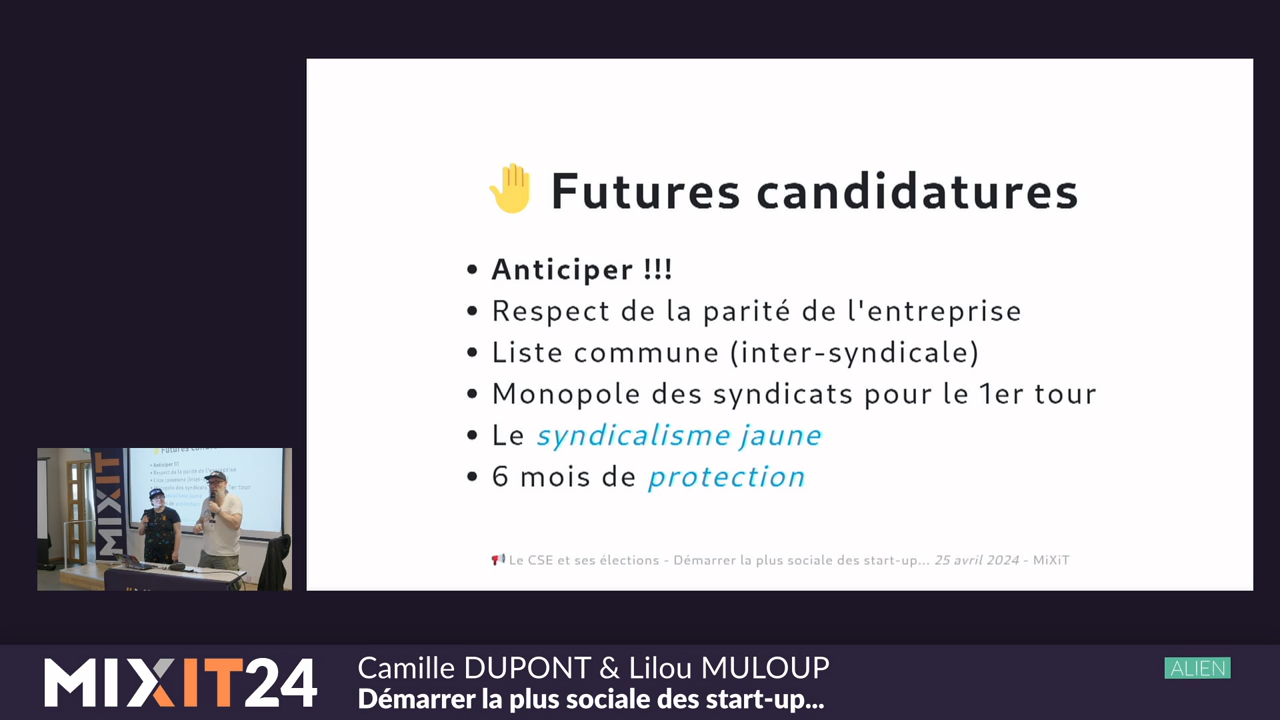 Futures candidatures
Anticiper !!!
Respect de la parité de l'entreprise
Liste commune (inter-syndicale)
Monopole des syndicats pour le 1er tour
Le syndicalisme jaune
6 mois de protection
Le CSE et ses élections - Démarrer la plus sociale des start-up... 25 avril 2024 - MiXiT
MIXIT
MIXIT24
Camille DUPONT & Lilou MULOUP
Démarrer la plus sociale des start-up...
ALIEN